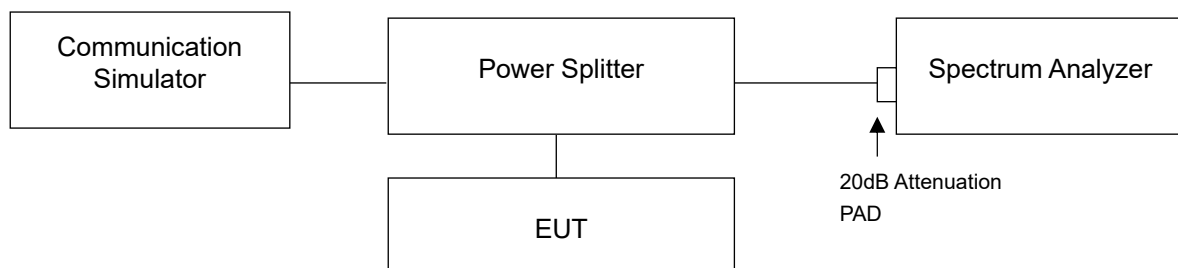 Communication
Simulator
Power Splitter
Spectrum Analyzer
20dB Attenuation
PAD
EUT